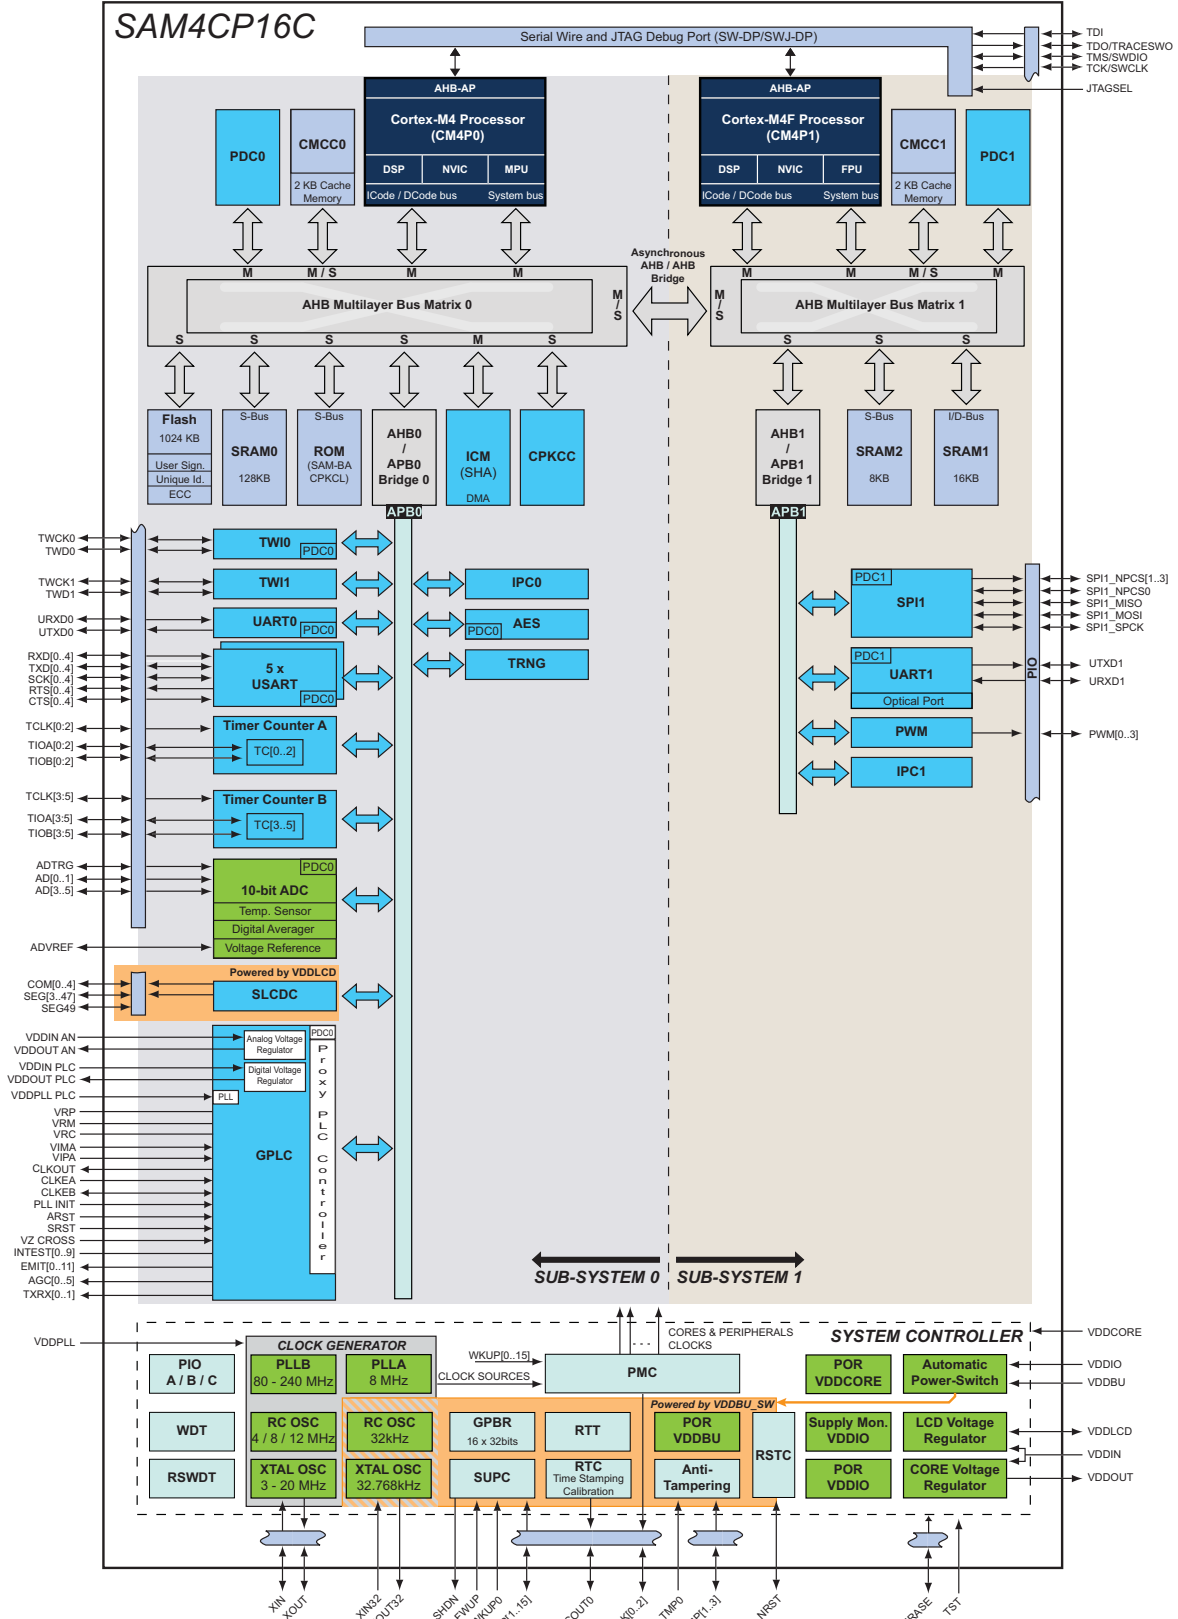 SAM4CP16C
Serial Wire and JTAG Debug Port (SW-DP/SWJ-DP)
TDI
TDO/TRACESWO
TMS/SWDIO
TCK/SWCLK
JTAGSEL
PDC0
CMCC0
2 KB Cache
Memory
AHB-AP
Cortex-M4 Processor
(CM4P0)
DSP
NVIC
MPU
ICode / DCode bus
System bus
AHB-AP
Cortex-M4F Processor
(CM4P1)
DSP
NVIC
FPU
ICode / DCode bus
System bus
CMCC1
2 KB Cache
Memory
PDC1
M
M / S
M
M
Asynchronous
AHB / AHB
Bridge
M
M
M / S
M
AHB Multilayer Bus Matrix 0
M / S
M / S
AHB Multilayer Bus Matrix 1
S
S
S
S
M
S
S
S
S
Flash
1024 KB
User Sign.
Unique Id.
ECC
S-Bus
SRAM0
128KB
S-Bus
ROM
(SAM-BA
CPKCL)
AHB0
/
APB0
Bridge 0
ICM
(SHA)
DMA
CPKCC
AHB1
/
APB1
Bridge 1
S-Bus
SRAM2
8KB
I/D-Bus
SRAM1
16KB
APB0
APB1
TWCK0
TWD0
TWI0
PDC0
TWCK1
TWD1
TWI1
IPC0
URXD0
UTXD0
UART0
PDC0
AES
PDC0
RXD[0..4]
TXD[0..4]
SCK[0..4]
RTS[0..4]
CTS[0..4]
5 x
USART
PDC0
TRNG
TCLK[0:2]
TIOA[0:2]
TIOB[0:2]
Timer Counter A
TC[0..2]
TCLK[3:5]
TIOA[3:5]
TIOB[3:5]
Timer Counter B
TC[3..5]
ADTRG
AD[0..1]
AD[3..5]
ADVREF
PDC0
10-bit ADC
Temp. Sensor
Digital Averager
Voltage Reference
PDC1
SPI1
SPI1_NPCS[1..3]
SPI1_NPCS0
SPI1_MISO
SPI1_MOSI
SPI1_SPCK
PIO
PDC1
UART1
Optical Port
UTXD1
URXD1
PWM
PWM[0..3]
IPC1
Powered by VDDLCD
COM[0..4]
SEG[3..47]
SEG49
SLCDC
VDDIN AN
VDDOUT AN
VDDIN PLC
VDDOUT PLC
VDDPLL PLC
VRP
VRM
VRC
VIMA
VIPA
CLKOUT
CLKEA
CLKEB
PLL INIT
ARST
SRST
VZ CROSS
INTEST[0..9]
EMIT[0..11]
AGC[0..5]
TXRX[0..1]
Analog Voltage
Regulator
Digital Voltage
Regulator
PLL
GPLC
PDC0
Proxy PLC Controller
SUB-SYSTEM 0
SUB-SYSTEM 1
VDDPLL
CORES & PERIPHERALS
CLOCKS
SYSTEM CONTROLLER
VDDCORE
CLOCK GENERATOR
PIO
A / B / C
PLLB
80 - 240 MHz
PLLA
8 MHz
WKUP[0..15]
CLOCK SOURCES
PMC
POR
VDDCORE
Automatic
Power-Switch
VDDIO
VDDBU
Powered by VDDBU_SW
WDT
RC OSC
4 / 8 / 12 MHz
RC OSC
32kHz
GPBR
16 x 32bits
RTT
POR
VDDBU
RSTC
Supply Mon.
VDDIO
LCD Voltage
Regulator
VDDLCD
VDDIN
RSWDT
XTAL OSC
3 - 20 MHz
XTAL OSC
32.768kHz
SUPC
RTC
Time Stamping
Calibration
Anti-
Tampering
POR
VDDIO
CORE Voltage
Regulator
VDDOUT
XIN
XOUT
XIN32
SHDN
FWUP
TMP0
NRST
TST